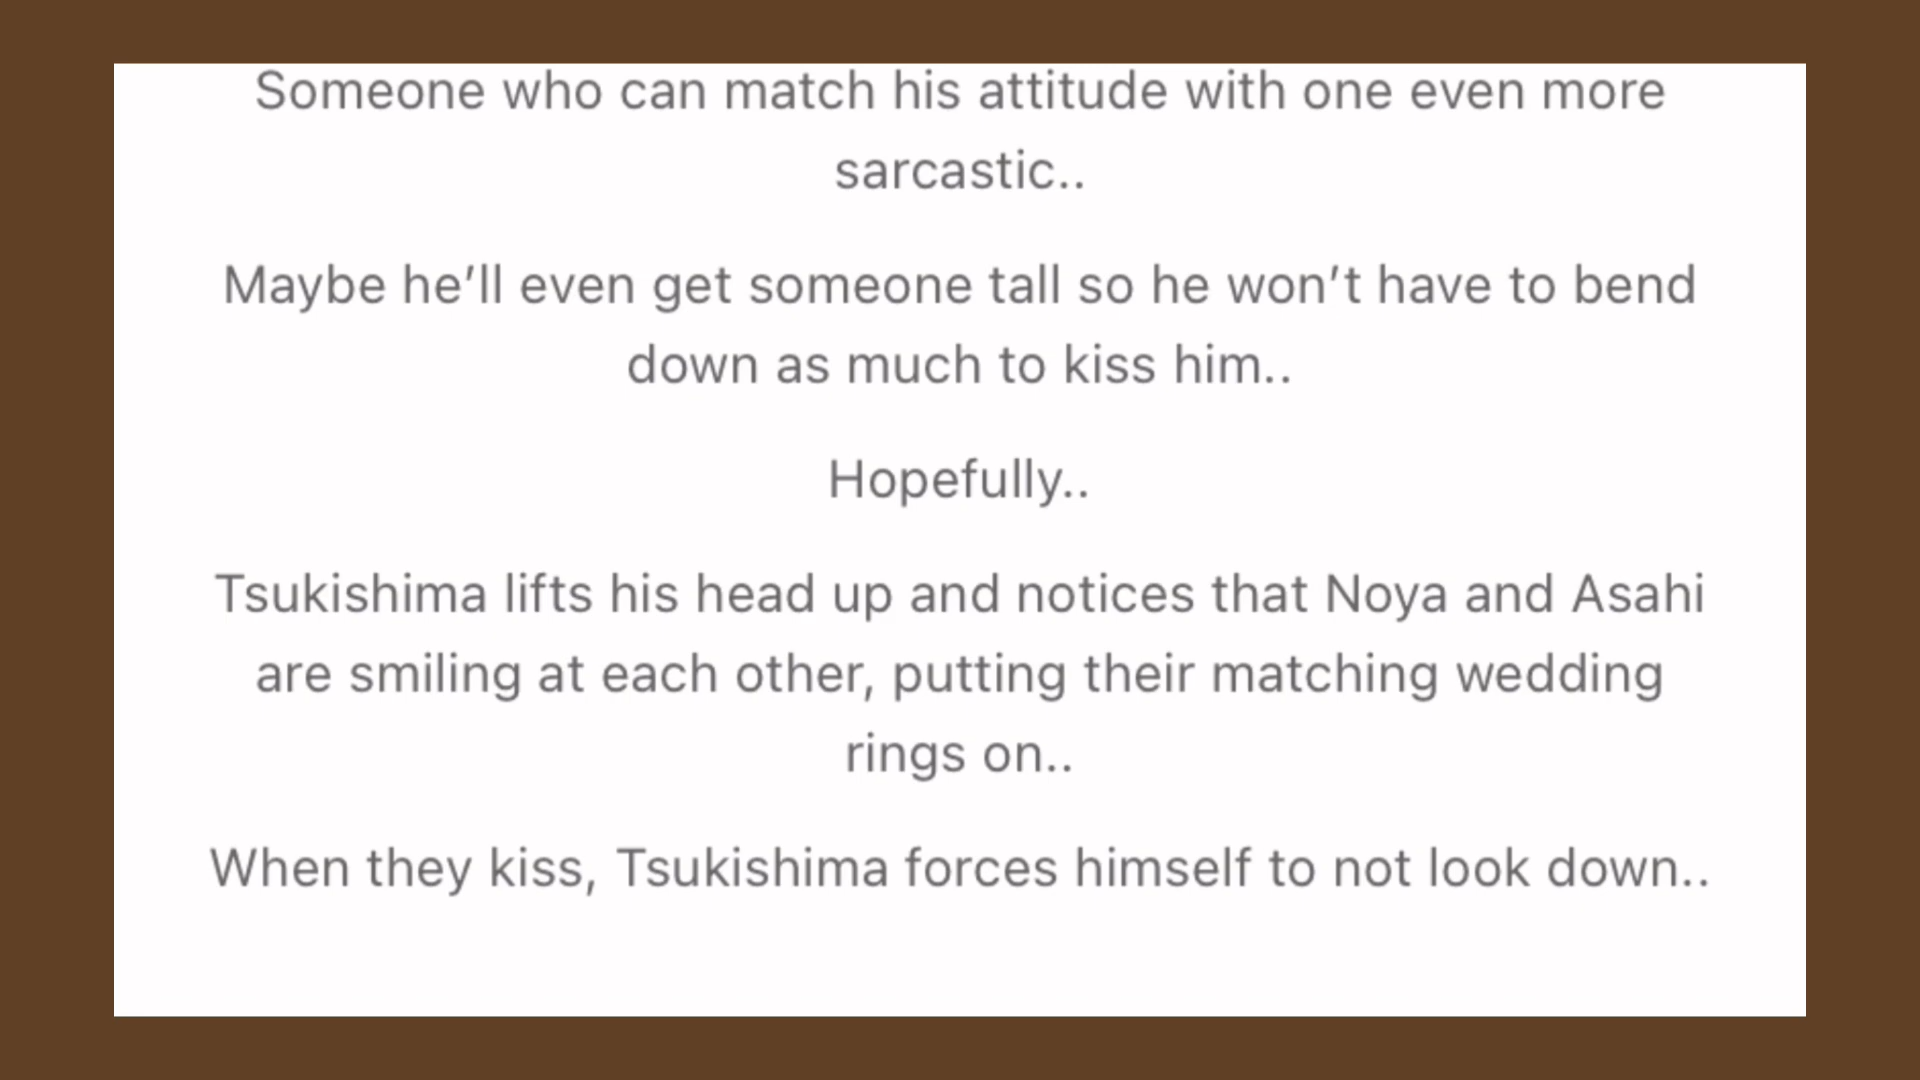 Someone who can match his attitude with one even more
sarcastic..
Maybe he’ll even get someone tall so he won’t have to bend
down as much to kiss him..
Hopefully..
Tsukishima lifts his head up and notices that Noya and Asahi
are smiling at each other, putting their matching wedding
rings on..
When they kiss, Tsukishima forces himself to not look down..